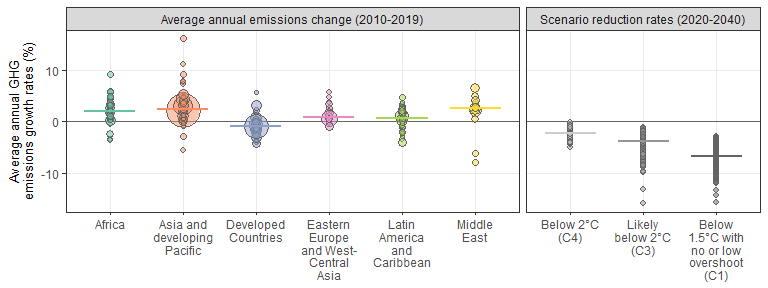 Average annual emissions change (2010-2019)
Scenario reduction rates (2020-2040)
Average annual GHG
emissions growth rates (%)
10
0
-10
Africa
Asia and
developing
Pacific
Developed
Countries
Eastern
Europe
and West-
Central
Asia
Latin
America
and
Caribbean
Middle
East
Below 2°C
(C4)
Likely
below 2°C
(C3)
Below
1.5°C with
no or low
overshoot
(C1)